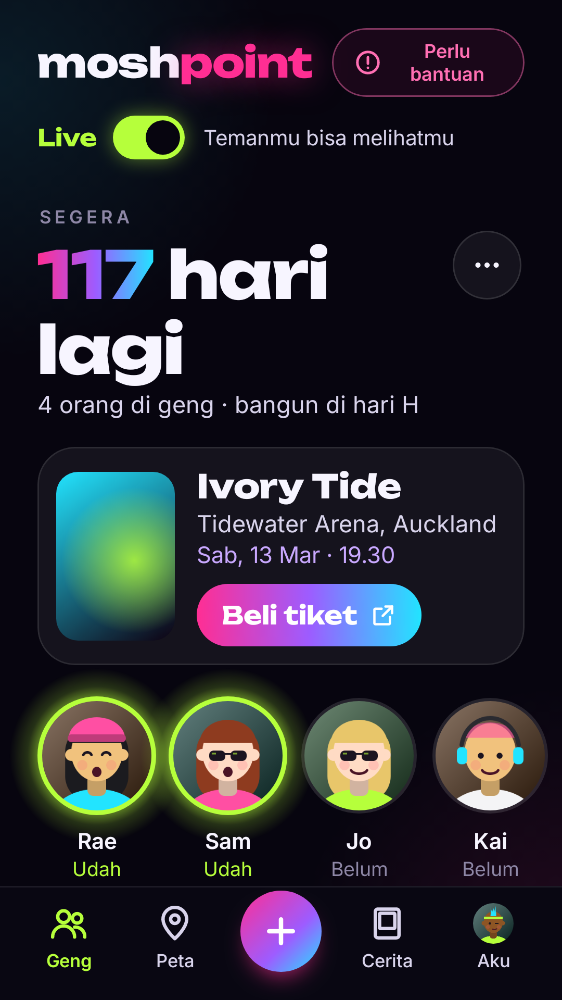 moshpoint
Perlu
bantuan
Live
Temanmu bisa melihatmu
SEGERA
117 hari
lagi
4 orang di geng · bangun di hari H
Ivory Tide
Tidewater Arena, Auckland
Sab, 13 Mar · 19.30
Beli tiket
Rae
Sam
Jo
Kai
Udah
Udah
Belum
Belum
Geng
Peta
Cerita
Aku